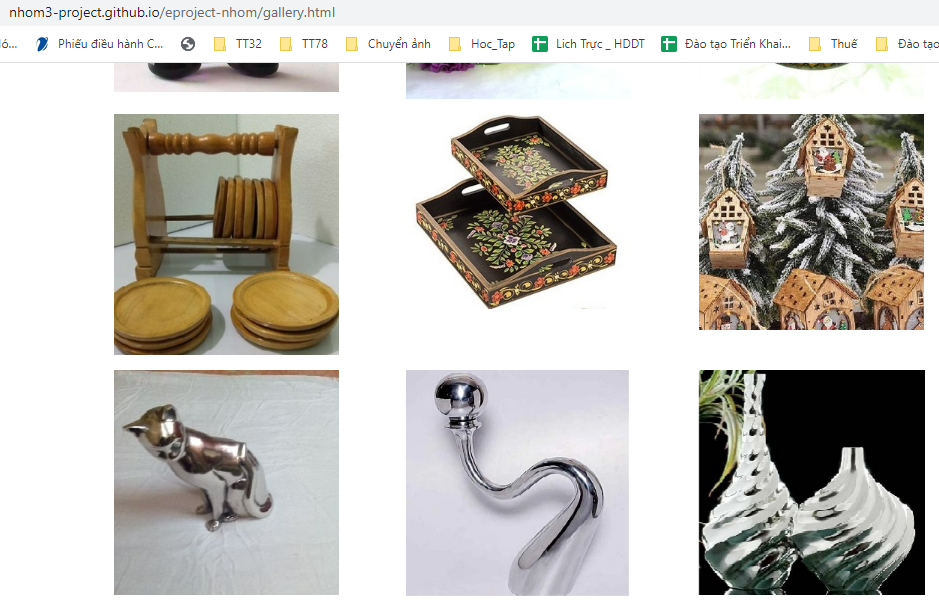 nhom3-project.github.io/eproject-nhom/gallery.html
Phiếu điều hành C... TT32 TT78 Chuyển ảnh Hoc_Tap Lich Trực _ HDDT Đào tạo Triển Khai... Thuế Đào tạo